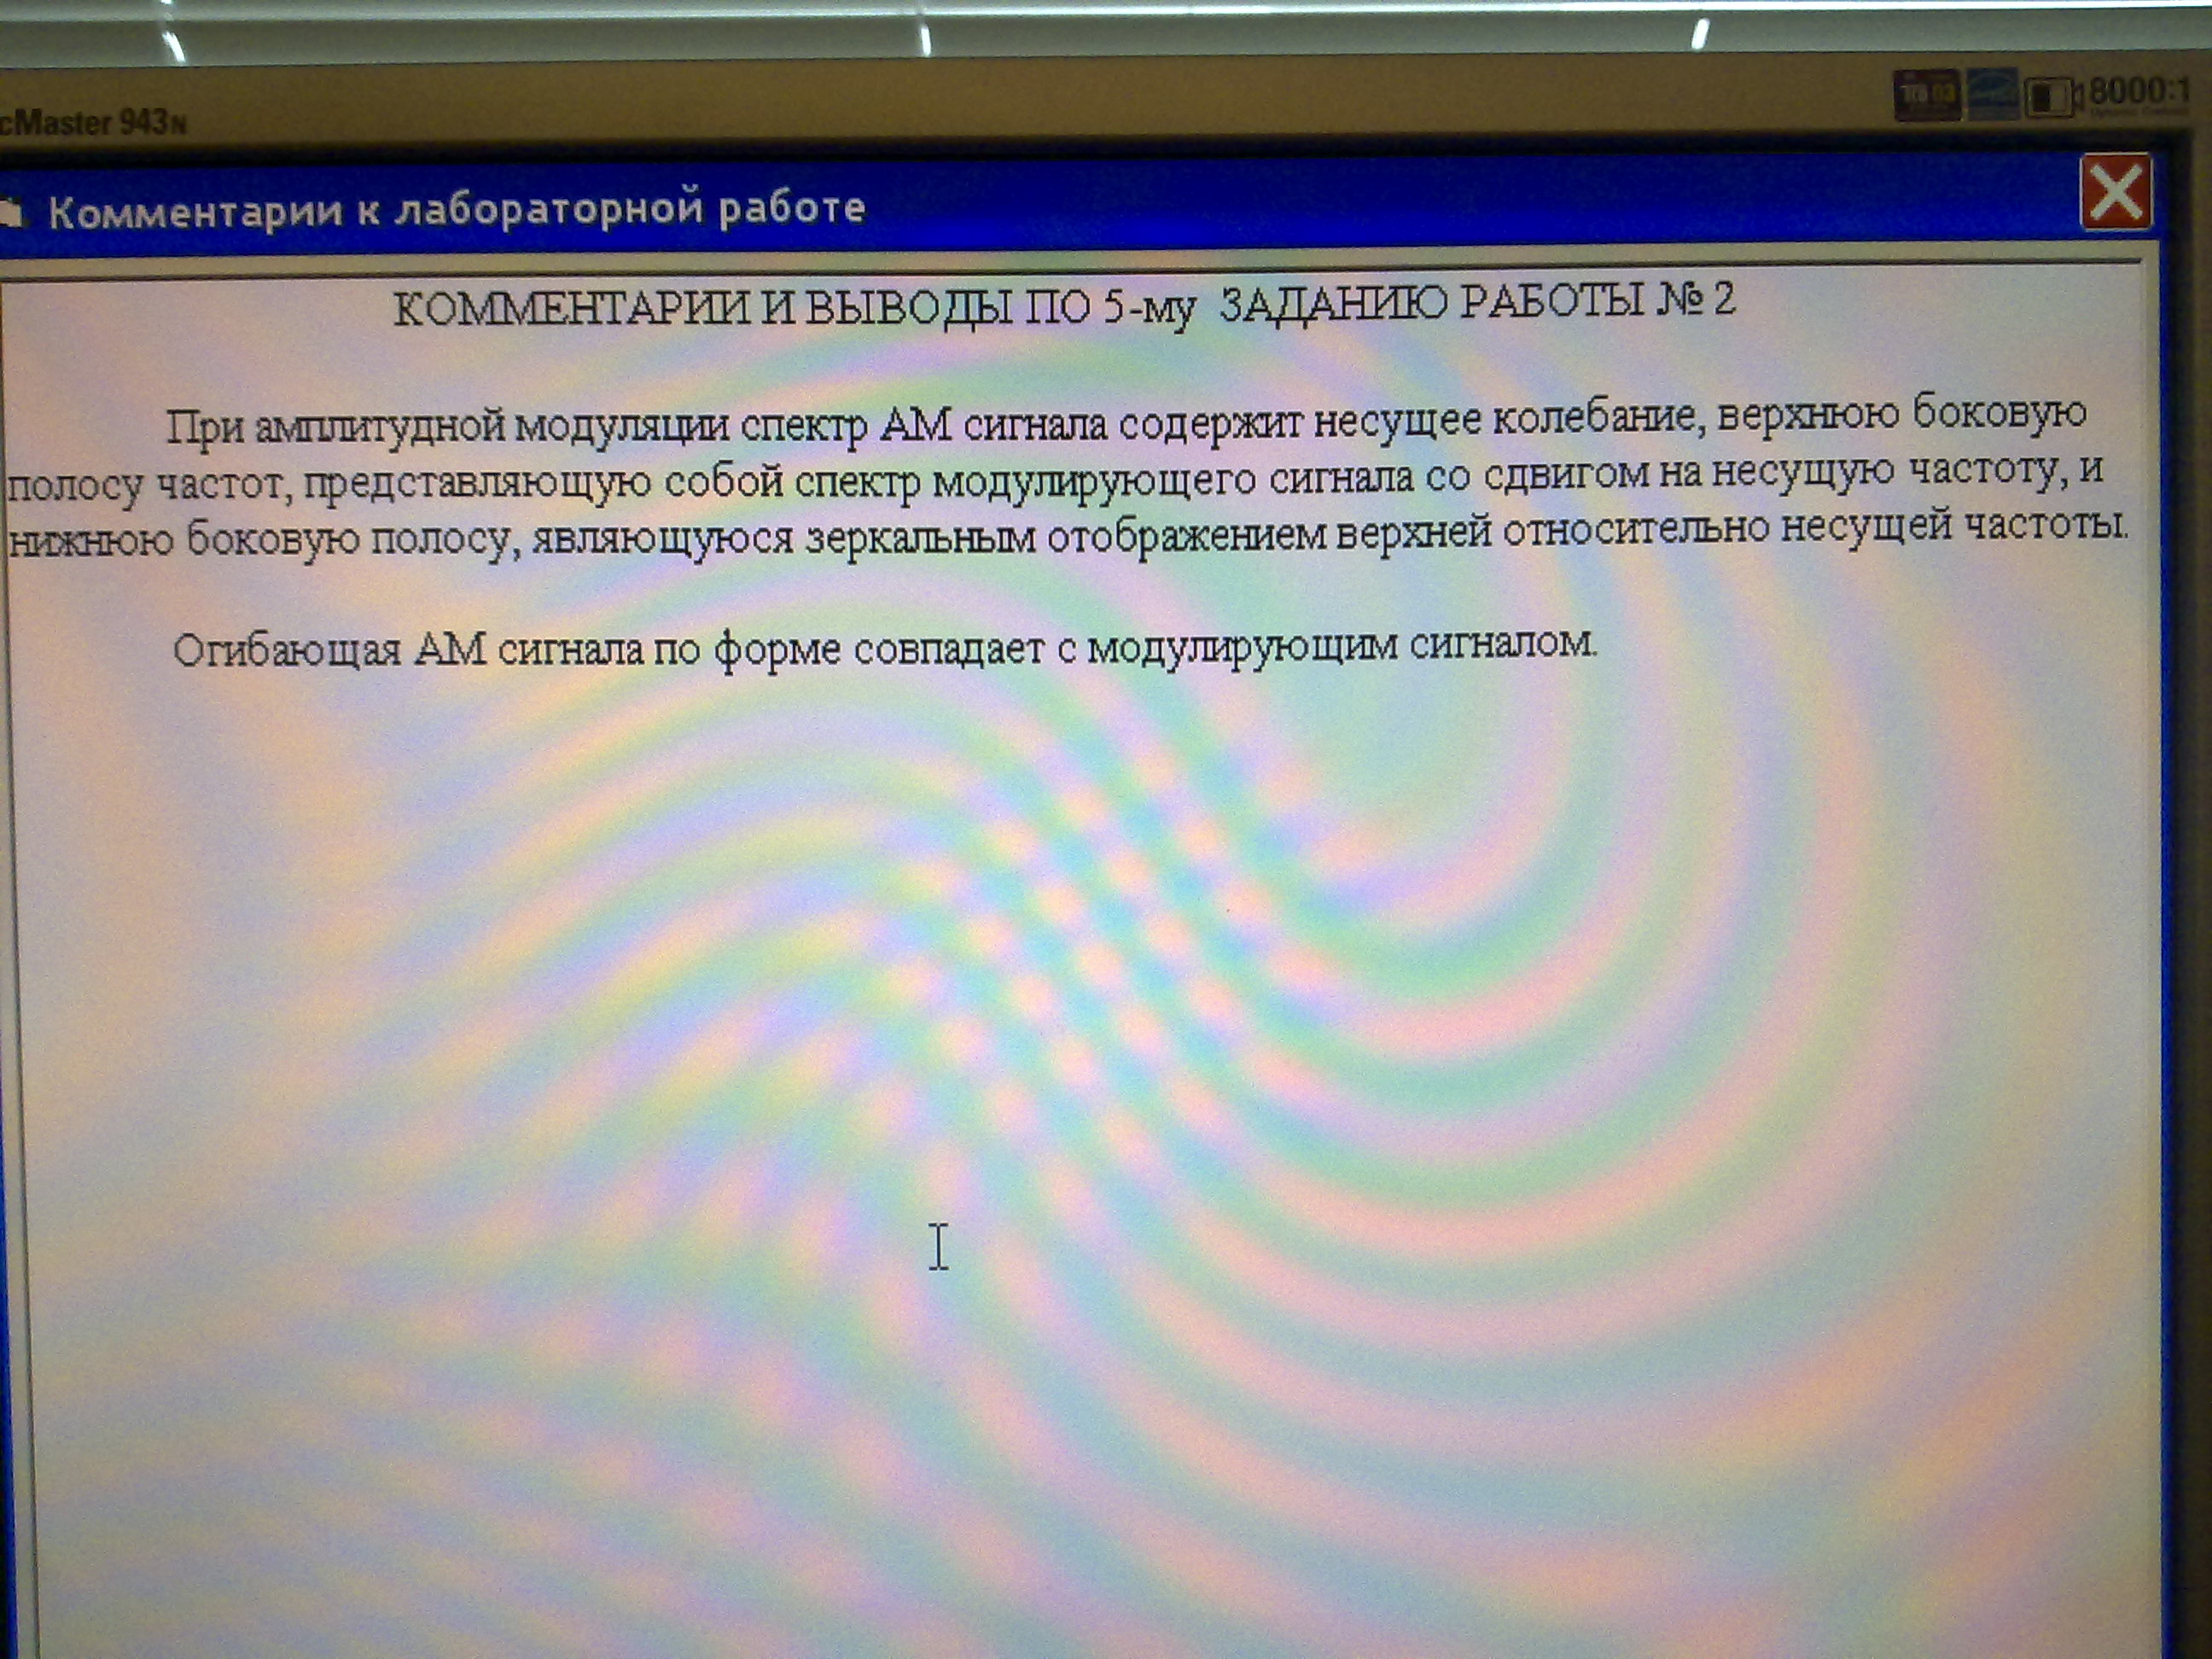 cMaster 943N
8000:1
Комментарии к лабораторной работе
КОММЕНТАРИИ И ВЫВОДЫ ПО 5-му ЗАДАНИЮ РАБОТЫ № 2
При амплитудной модуляции спектр АМ сигнала содержит несущее колебание, верхнюю боковую
полосу частот, представляющую собой спектр модулирующего сигнала со сдвигом на несущую частоту, и
нижнюю боковую полосу, являющуюся зеркальным отображением верхней относительно несущей частоты.
Огибающая АМ сигнала по форме совпадает с модулирующим сигналом.